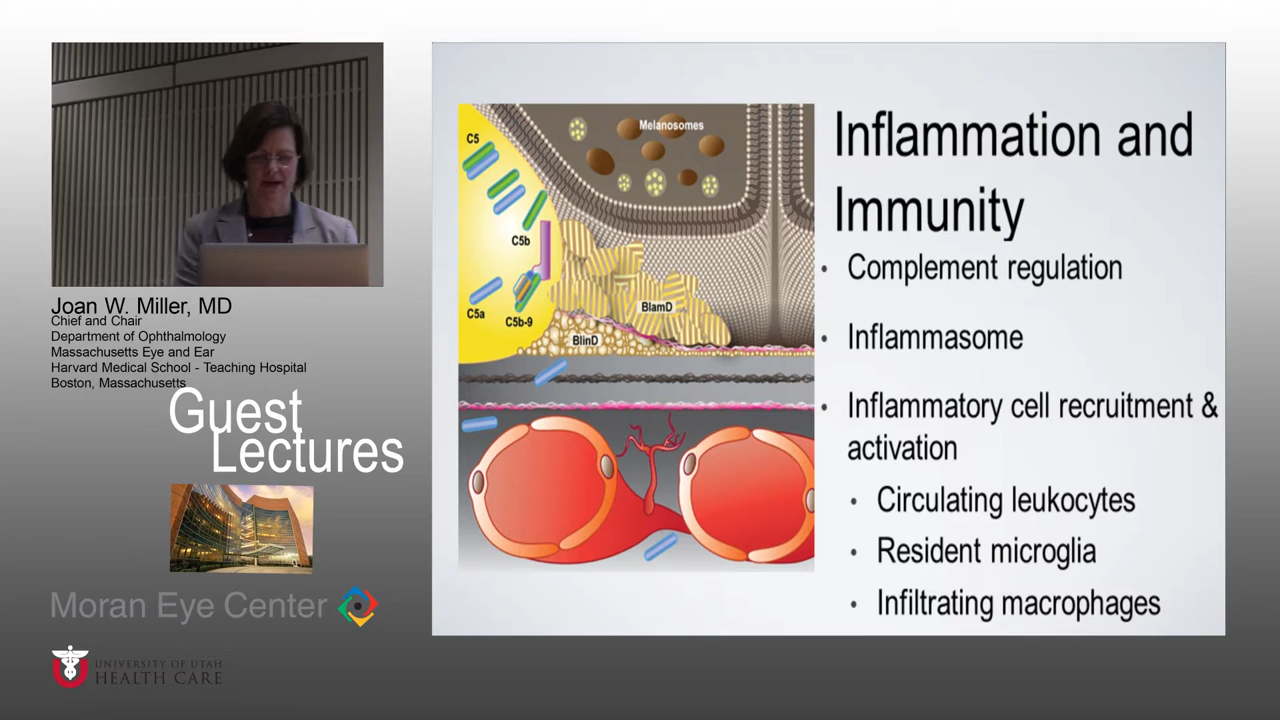 Joan W. Miller, MD
Chief and Chair
Department of Ophthalmology
Massachusetts Eye and Ear
Harvard Medical School - Teaching Hospital
Boston, Massachusetts
Guest
Lectures
Moran Eye Center
UNIVERSITY OF UTAH
HEALTH CARE
Melanosomes
C5
C5b
C5a
C5b-9
BlamD
BlinD
Inflammation and
Immunity
• Complement regulation
• Inflammasome
• Inflammatory cell recruitment &
activation
• Circulating leukocytes
• Resident microglia
• Infiltrating macrophages